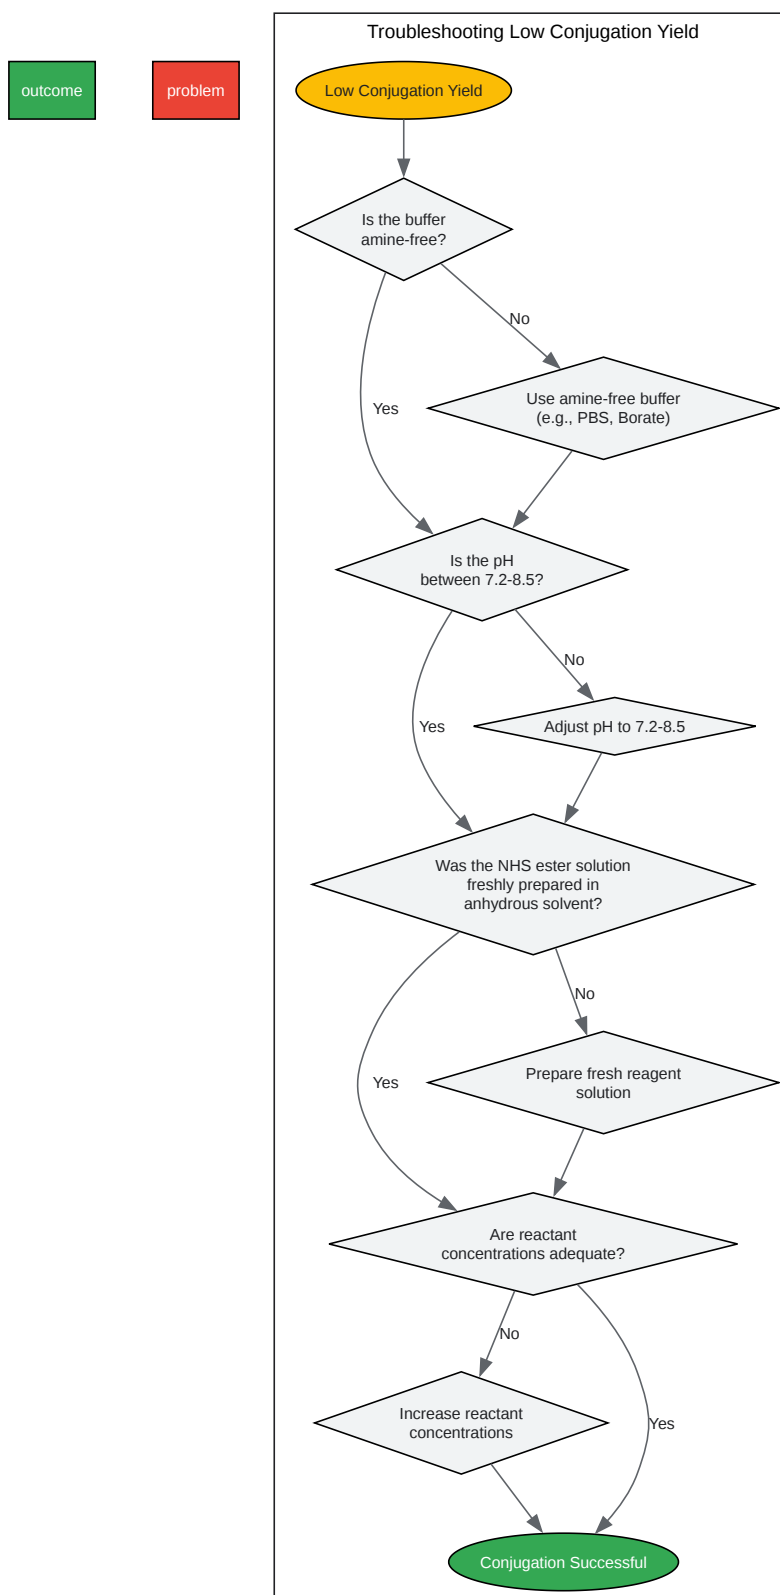 Troubleshooting Low Conjugation Yield
outcome
problem
Low Conjugation Yield
Is the buffer
amine-free?
No
Use amine-free buffer
(e.g., PBS, Borate)
Yes
Is the pH
between 7.2-8.5?
No
Yes
Adjust pH to 7.2-8.5
Was the NHS ester solution
freshly prepared in
anhydrous solvent?
No
Yes
Prepare fresh reagent
solution
Are reactant
concentrations adequate?
No
Increase reactant
concentrations
Yes
Conjugation Successful